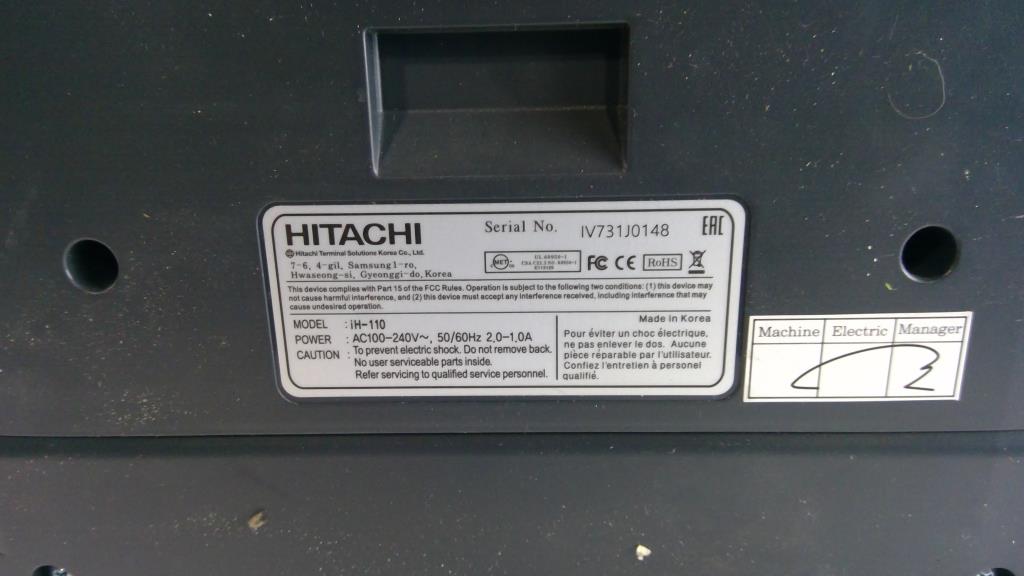 HITACHI
Hitachi Terminal Solutions Korea Co., Ltd.
7-6, 4-gil, Samsung1-ro,
Hwaseong-si, Gyeonggi-do, Korea
Serial No. IV731J0148
EAC
MET
UL 60950-1
FC CE RoHS
This device complies with Part 15 of the FCC Rules. Operation is subject to the following two conditions: (1) this device may
not cause harmful interference, and (2) this device must accept any interference received, including interference that may
cause undesired operation.
MODEL : iH-110
POWER : AC100-240V~, 50/60Hz 2.0-1.0A
CAUTION : To prevent electric shock. Do not remove back.
No user serviceable parts inside.
Refer servicing to qualified service personnel.
Made in Korea
Pour éviter un choc électrique,
ne pas enlever le dos. Aucune
pièce réparable par l'utilisateur.
Confiez l'entretien à personel
qualifié.
Machine Electric Manager